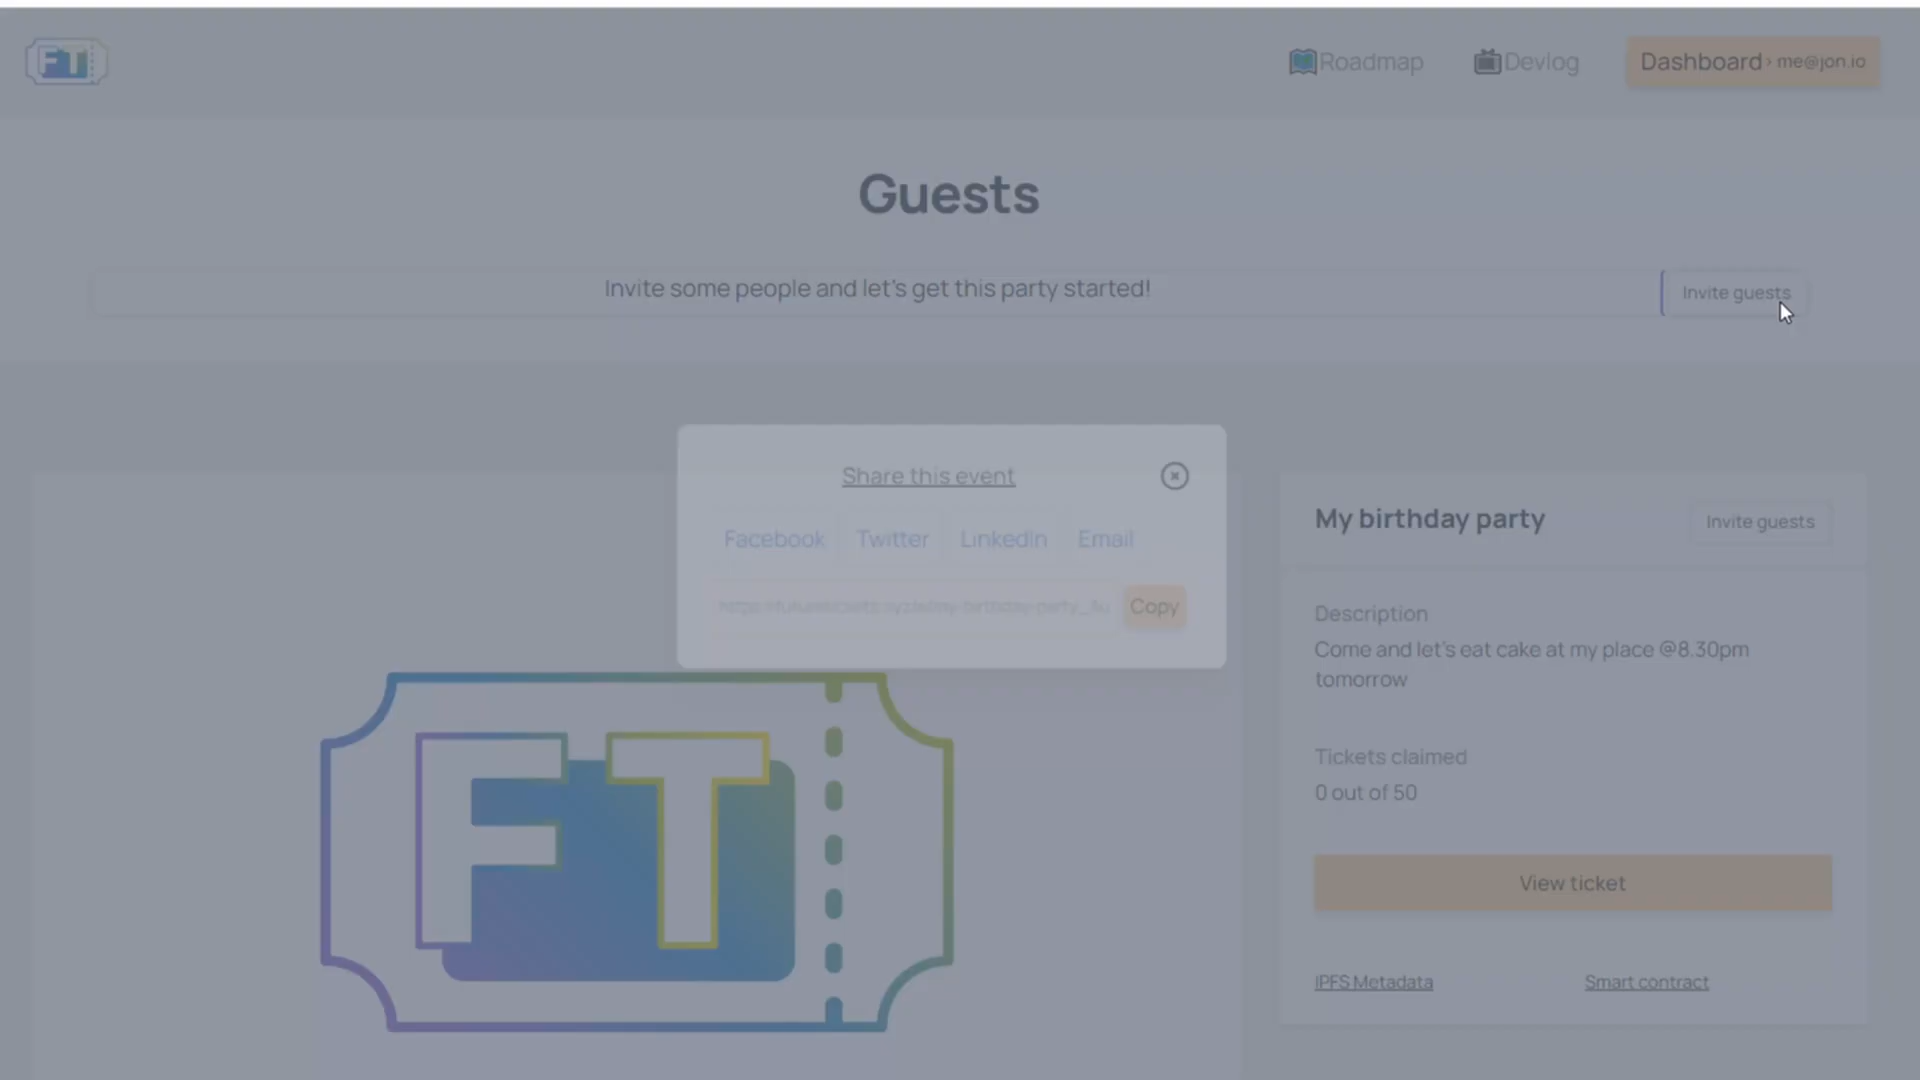 FT
Roadmap
Devlog
Dashboard › me@jon.io
Guests
Invite some people and let's get this party started!
Invite guests
Share this event
Facebook
Twitter
LinkedIn
Email
Copy
My birthday party
Invite guests
Description
Come and let's eat cake at my place @8.30pm
tomorrow
Tickets claimed
0 out of 50
View ticket
IPFS Metadata
Smart contract
FT